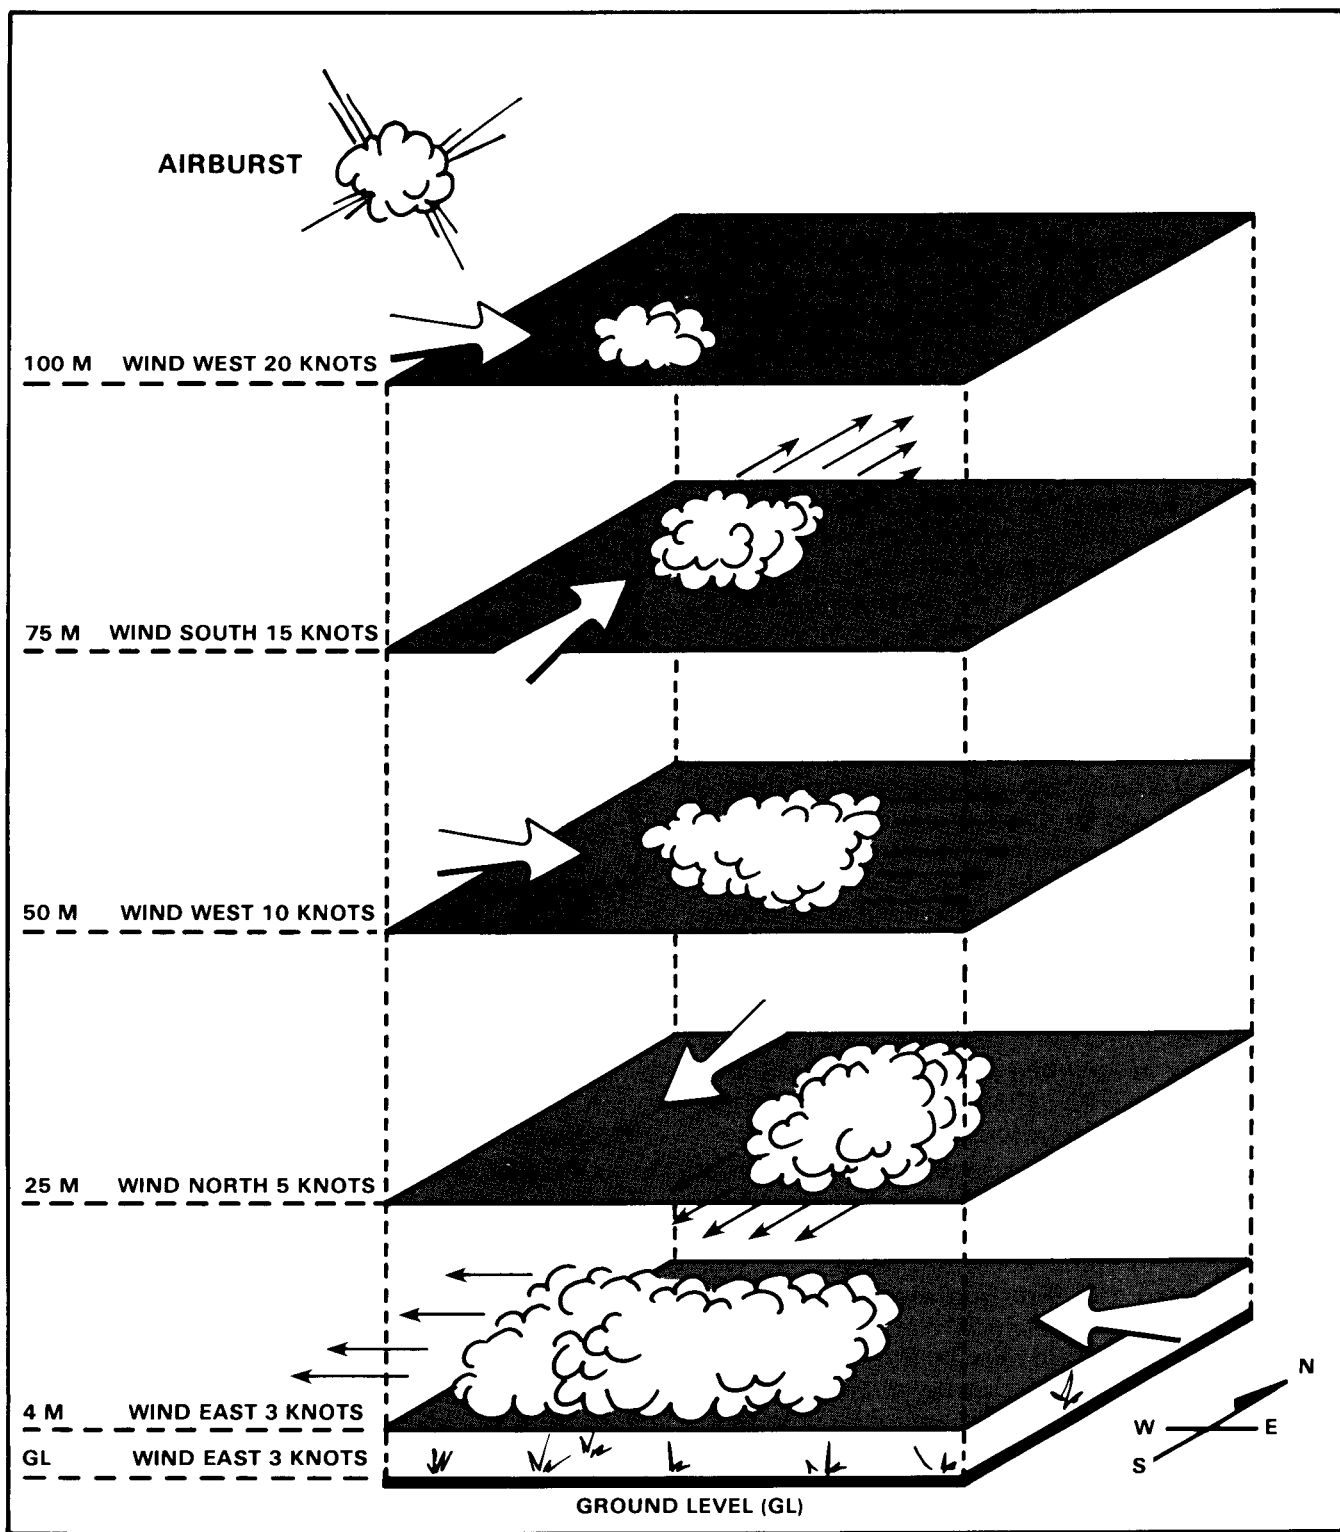 AIRBURST
100 M WIND WEST 20 KNOTS
75 M WIND SOUTH 15 KNOTS
50 M WIND WEST 10 KNOTS
25 M WIND NORTH 5 KNOTS
4 M WIND EAST 3 KNOTS
GL WIND EAST 3 KNOTS
N
W E
S
GROUND LEVEL (GL)